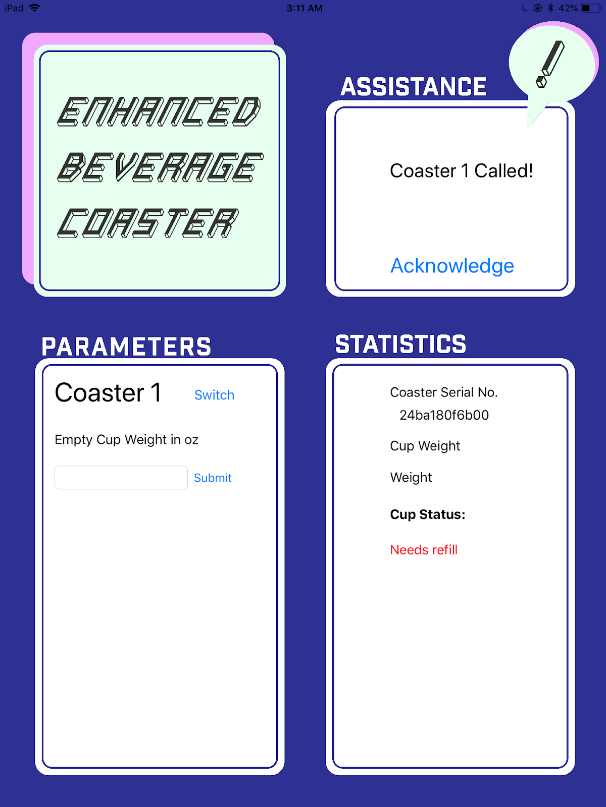 iPad
3:11 AM
42%
ENHANCED
BEVERAGE
COASTER
!
ASSISTANCE
Coaster 1 Called!
Acknowledge
PARAMETERS
Coaster 1
Switch
Empty Cup Weight in oz
Submit
STATISTICS
Coaster Serial No.
24ba180f6b00
Cup Weight
Weight
Cup Status:
Needs refill